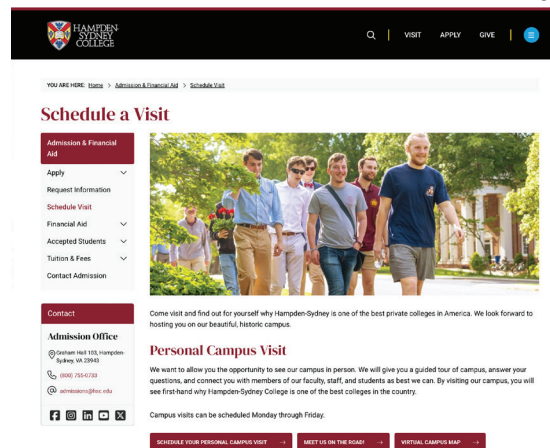 HAMPDEN-
SYDNEY
COLLEGE
VISIT APPLY GIVE
YOU ARE HERE: Home > Admission & Financial Aid > Schedule Visit
Schedule a Visit
Admission & Financial
Aid
Apply
Request Information
Schedule Visit
Financial Aid
Accepted Students
Tuition & Fees
Contact Admission
Contact
Admission Office
Graham Hall 103, Hampden-
Sydney, VA 23943
(800) 755-0733
admissions@hsc.edu
Come visit and find out for yourself why Hampden-Sydney is one of the best private colleges in America. We look forward to
hosting you on our beautiful, historic campus.
Personal Campus Visit
We want to allow you the opportunity to see our campus in person. We will give you a guided tour of campus, answer your
questions, and connect you with members of our faculty, staff, and students as best we can. By visiting our campus, you will
see first-hand why Hampden-Sydney College is one of the best colleges in the country.
Campus visits can be scheduled Monday through Friday.
SCHEDULE YOUR PERSONAL CAMPUS VISIT → MEET US ON THE ROAD! → VIRTUAL CAMPUS MAP →